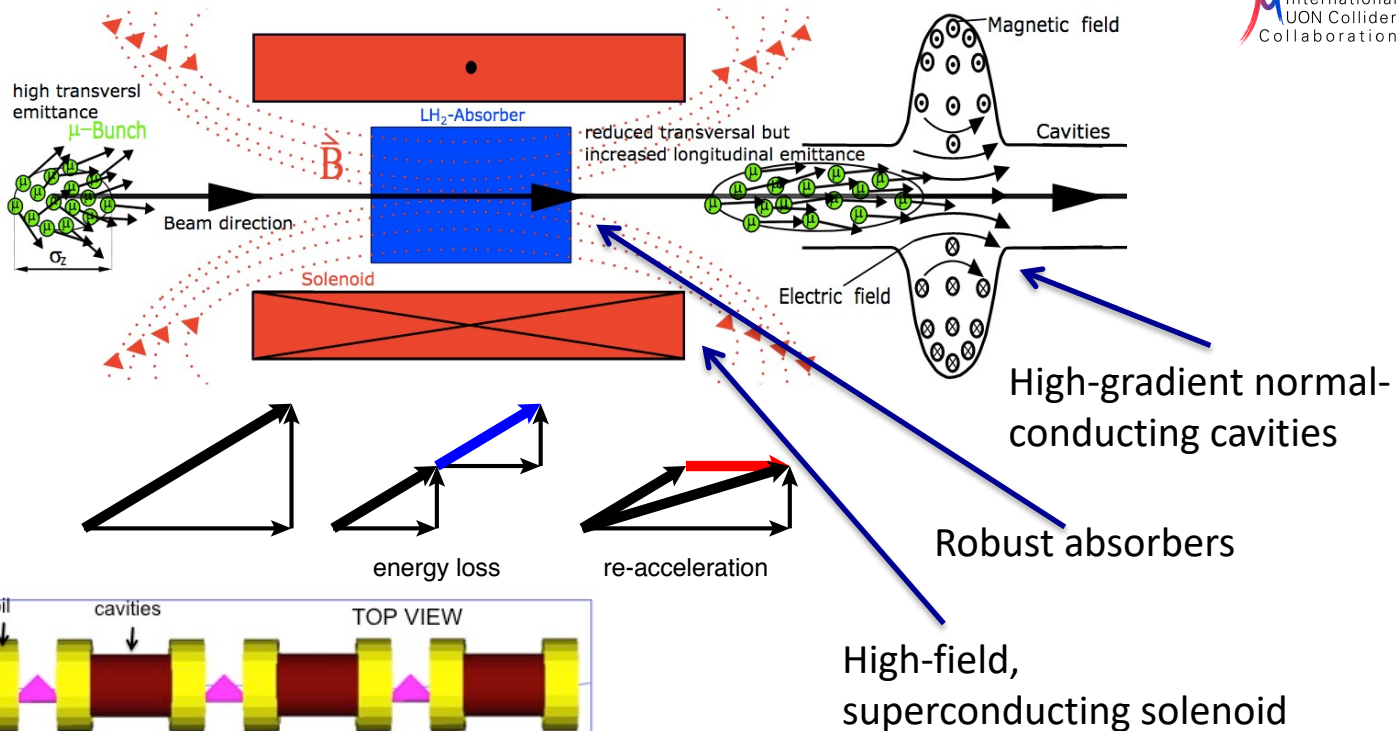 International
UON Collider
Collaboration
Magnetic field
high transversl
emittance
μ-Bunch
LH₂-Absorber
reduced transversal but
increased longitudinal emittance
Cavities
B
μ μ μ μ μ μ μ μ μ μ μ μ μ
μ μ μ μ μ μ μ μ μ μ μ μ μ
Beam direction
σz
Solenoid
Electric field
High-gradient normal-
conducting cavities
Robust absorbers
energy loss
re-acceleration
High-field,
superconducting solenoid
cavities
TOP VIEW